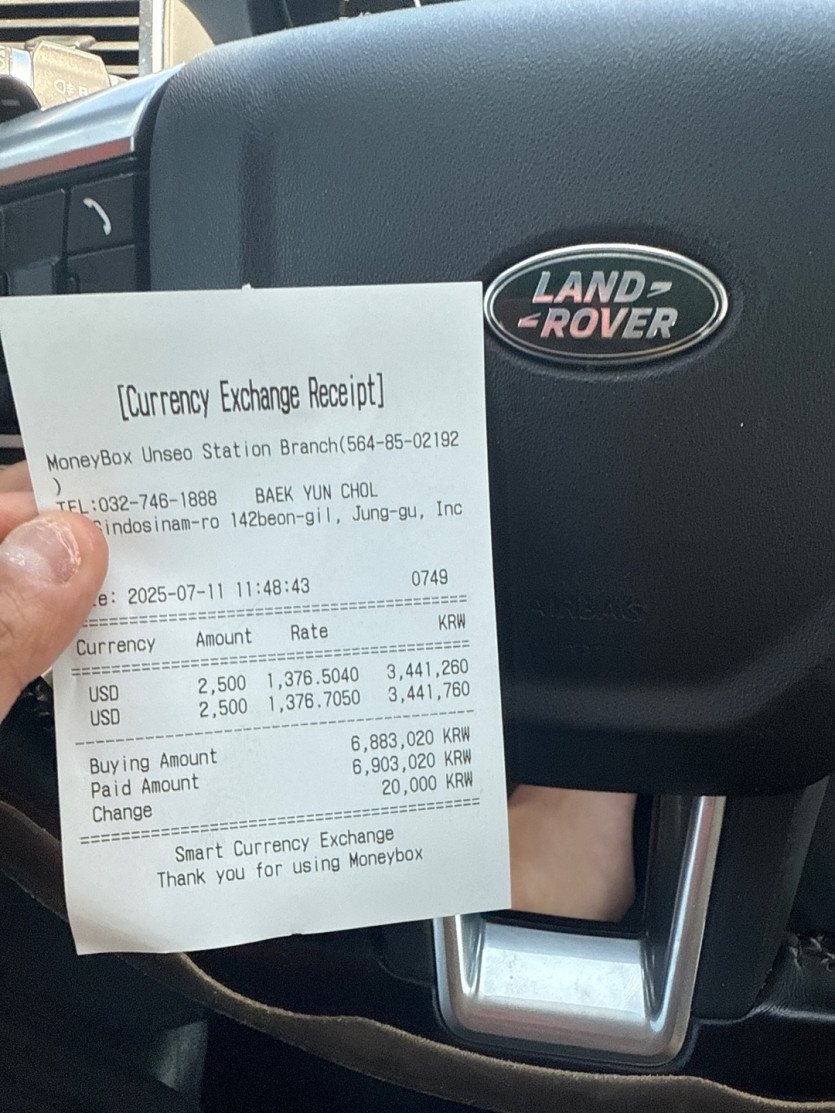 LAND
ROVER
[Currency Exchange Receipt]
MoneyBox Unseo Station Branch(564-85-02192
)
TEL:032-746-1888 BAEK YUN CHOL
indosinam-ro 142beon-gil, Jung-gu, Inc
e: 2025-07-11 11:48:43 0749
Currency Amount Rate KRW
USD 2,500 1,376.5040 3,441,260
USD 2,500 1,376.7050 3,441,760
Buying Amount 6,883,020 KRW
Paid Amount 6,903,020 KRW
Change 20,000 KRW
Smart Currency Exchange
Thank you for using Moneybox
AIRBAG